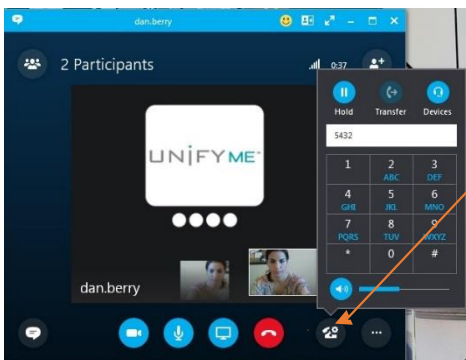 dan.berry
2 Participants
0:37
Hold Transfer Devices
5432
1 2 3
ABC DEF
4 5 6
GHI JKL MNO
7 8 9
PQRS TUV WXYZ
* 0 #
UNIFYME
dan.berry